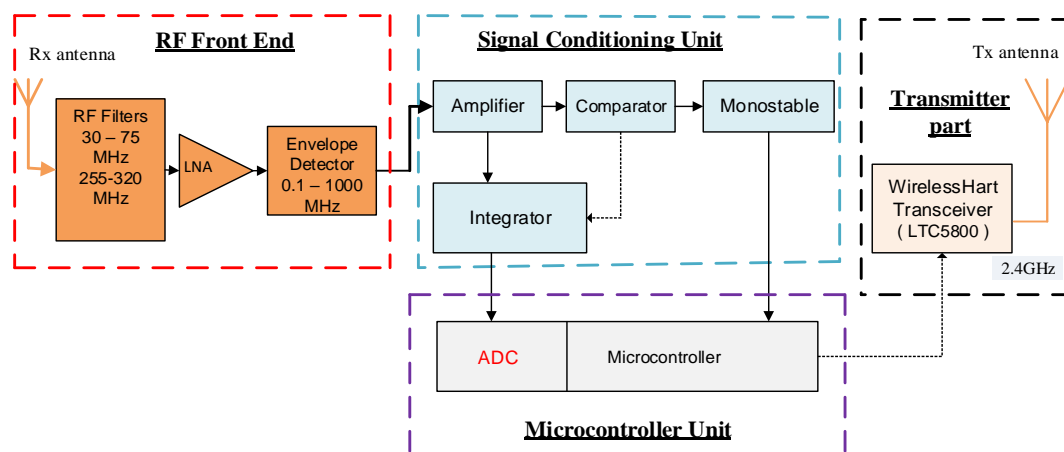 RF Front End
Rx antenna
RF Filters
30 – 75
MHz
255-320
MHz
LNA
Envelope
Detector
0.1 – 1000
MHz
Signal Conditioning Unit
Amplifier
Comparator
Monostable
Integrator
Tx antenna
Transmitter
part
WirelessHart
Transceiver
( LTC5800 )
2.4GHz
ADC
Microcontroller
Microcontroller Unit